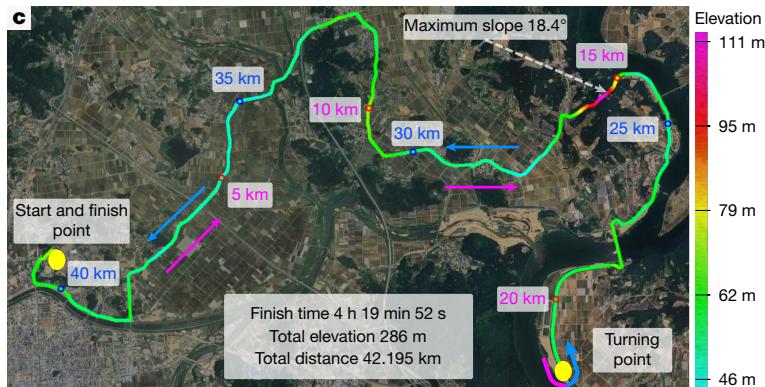 c
Elevation
Maximum slope 18.4°
111 m
15 km
35 km
10 km
30 km
25 km
95 m
5 km
Start and finish
point
79 m
40 km
20 km
62 m
Finish time 4 h 19 min 52 s
Total elevation 286 m
Total distance 42.195 km
Turning
point
46 m